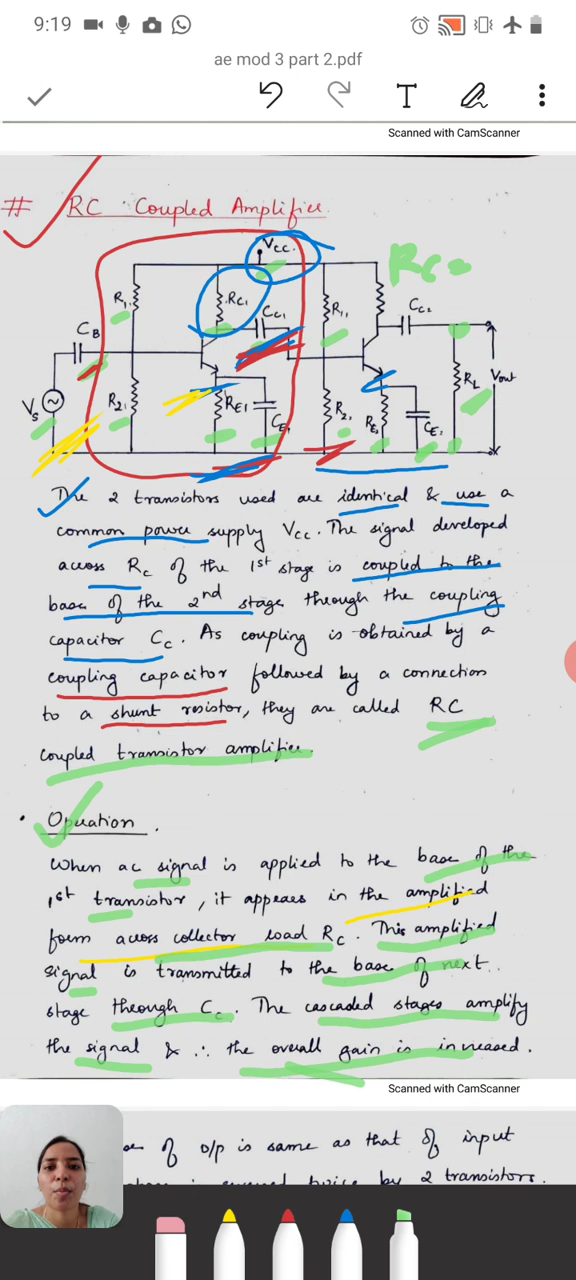 9:19
ae mod 3 part 2.pdf
T
Scanned with CamScanner
# RC Coupled Amplifier
VCC
RC2
R1
RC1
CC1
R1,
CC2
CB
RL
Vout
VS
R2
RE1
CE
R2,
RE,
CE,
The 2 transistors used are identical & use a
common power supply Vcc. The signal developed
across Rc of the 1st stage is coupled to the
base of the 2nd stage through the coupling
capacitor Cc. As coupling is obtained by a
coupling capacitor followed by a connection
to a shunt resistor, they are called RC
coupled transistor amplifier.
• Operation.
When ac signal is applied to the base of the
1st transistor, it appears in the amplified
form across collector load Rc. This amplified
signal is transmitted to the base of next
stage through Cc. The cascaded stages amplify
the signal & ∴ the overall gain is increased.
Scanned with CamScanner
of o/p is same as that of input
twice by 2 transistors.